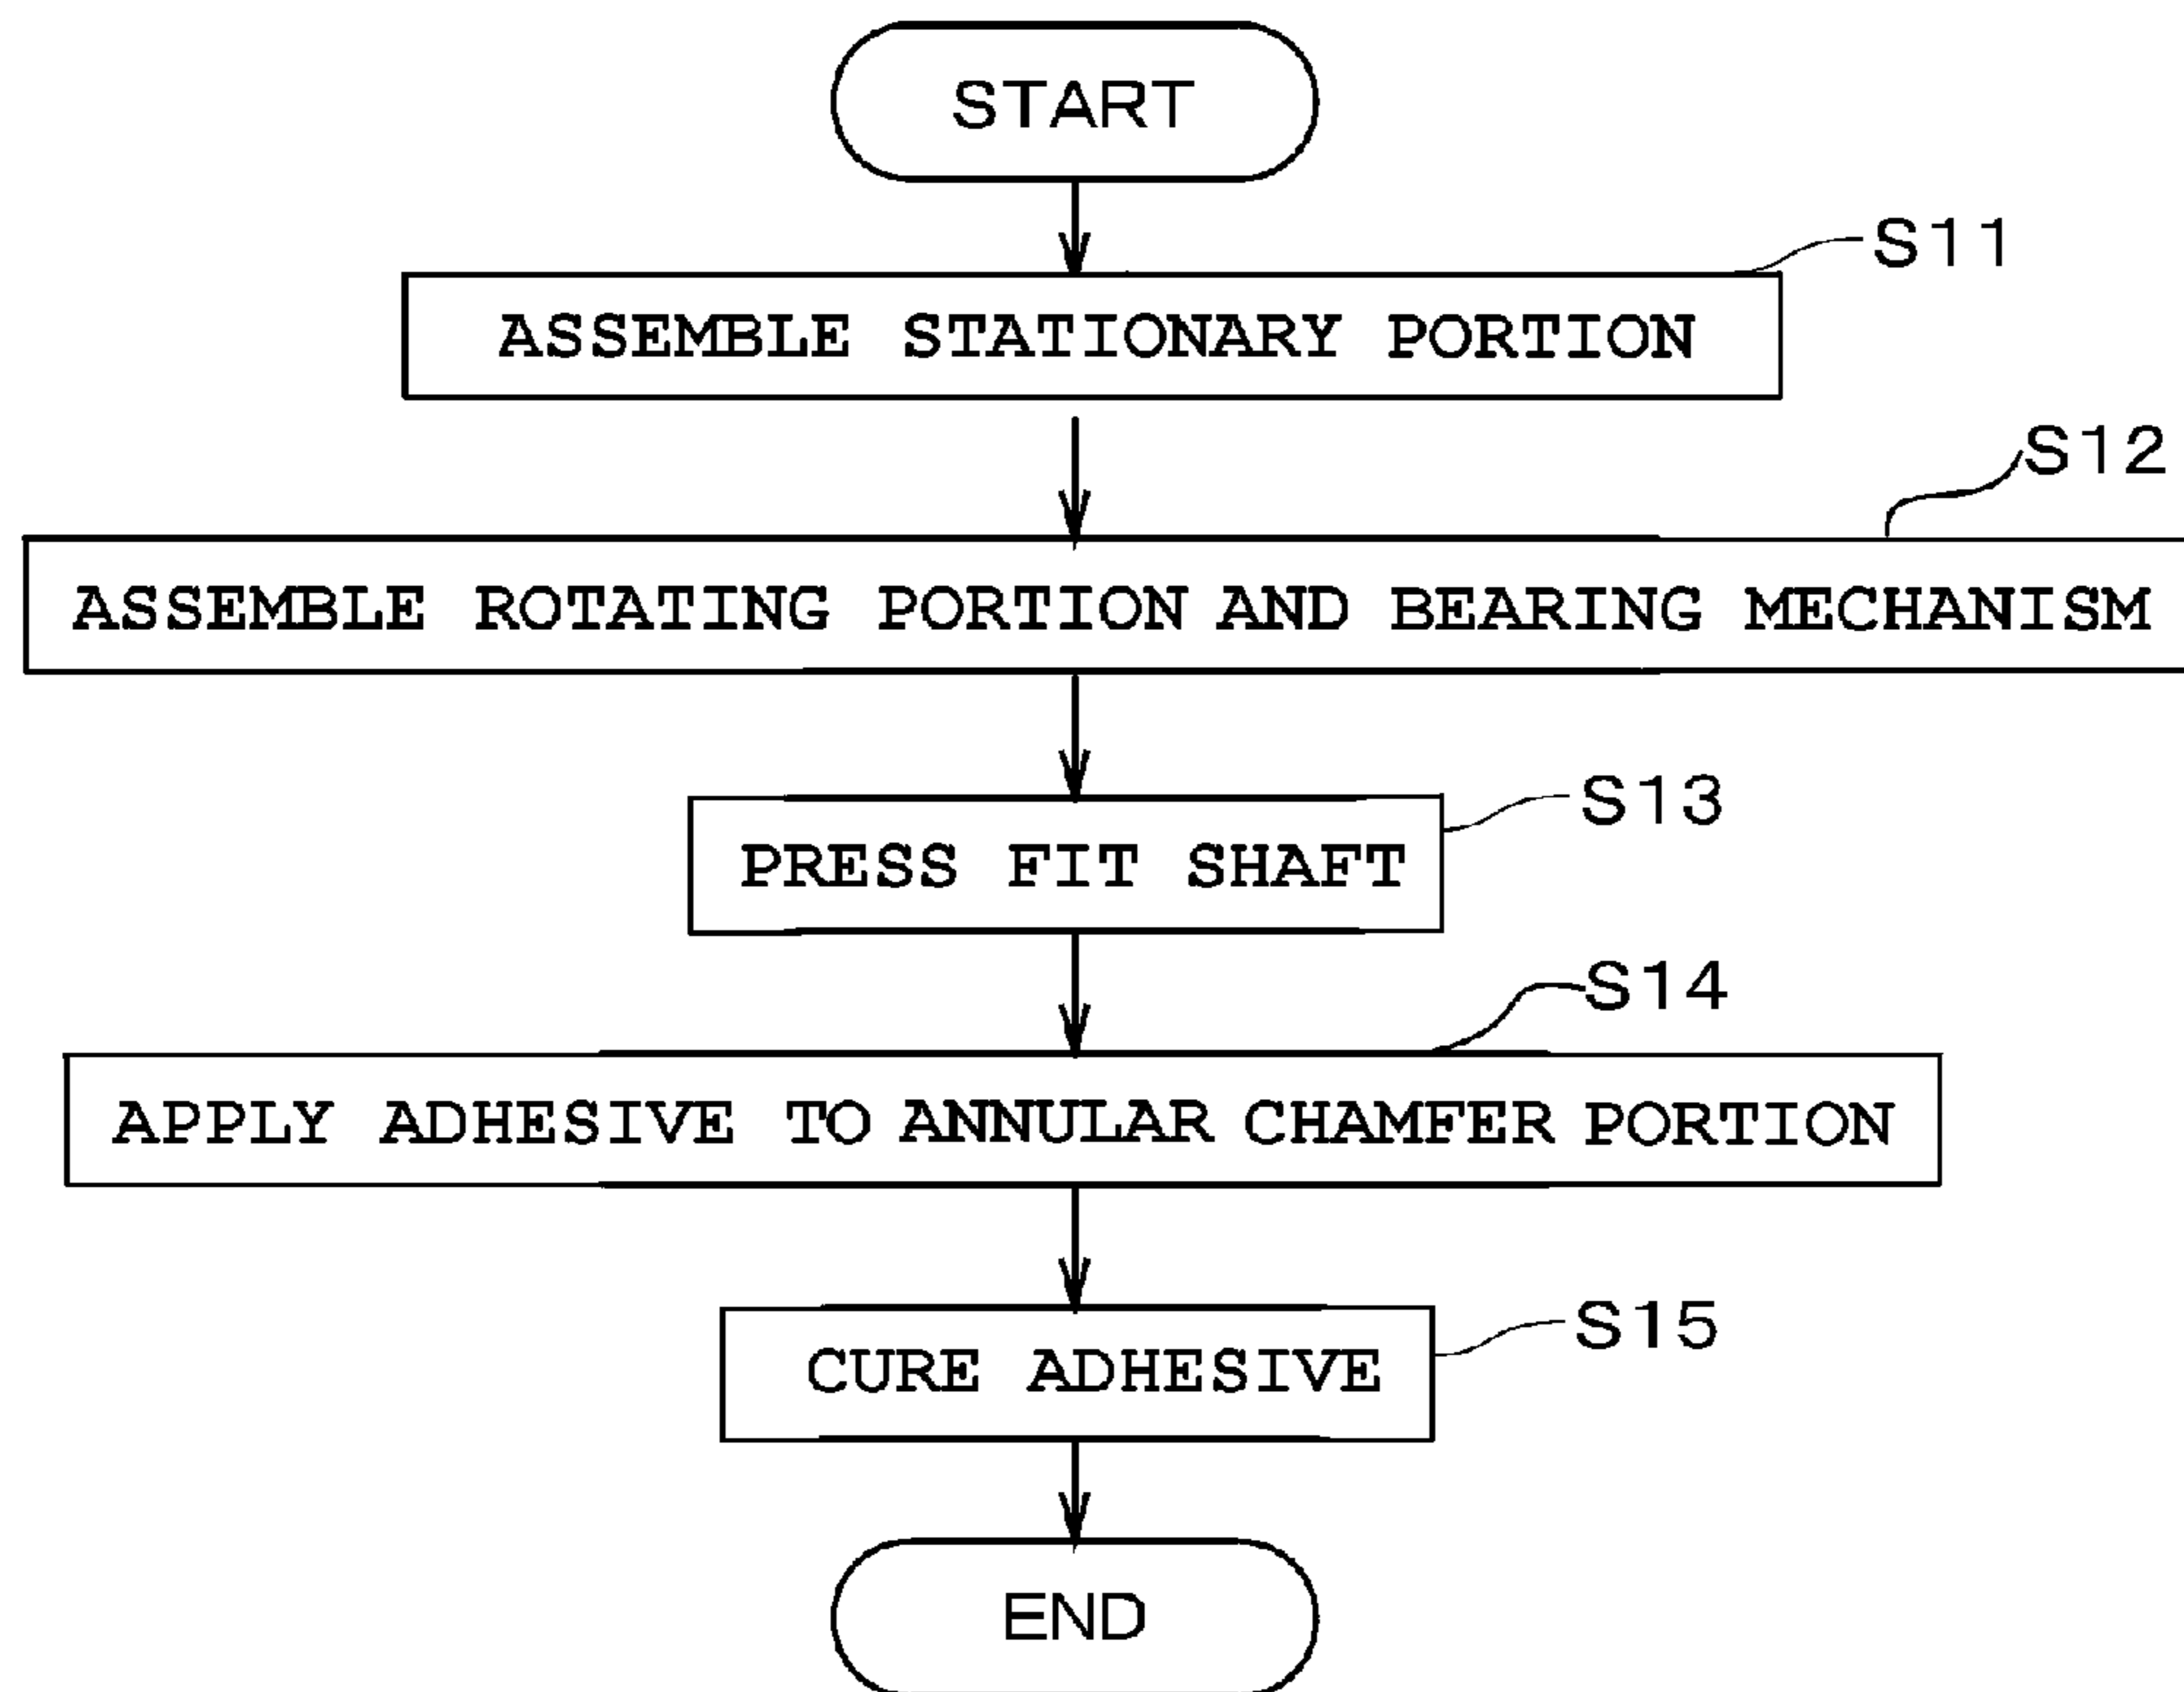 START
S11
ASSEMBLE STATIONARY PORTION
S12
ASSEMBLE ROTATING PORTION AND BEARING MECHANISM
S13
PRESS FIT SHAFT
S14
APPLY ADHESIVE TO ANNULAR CHAMFER PORTION
S15
CURE ADHESIVE
END